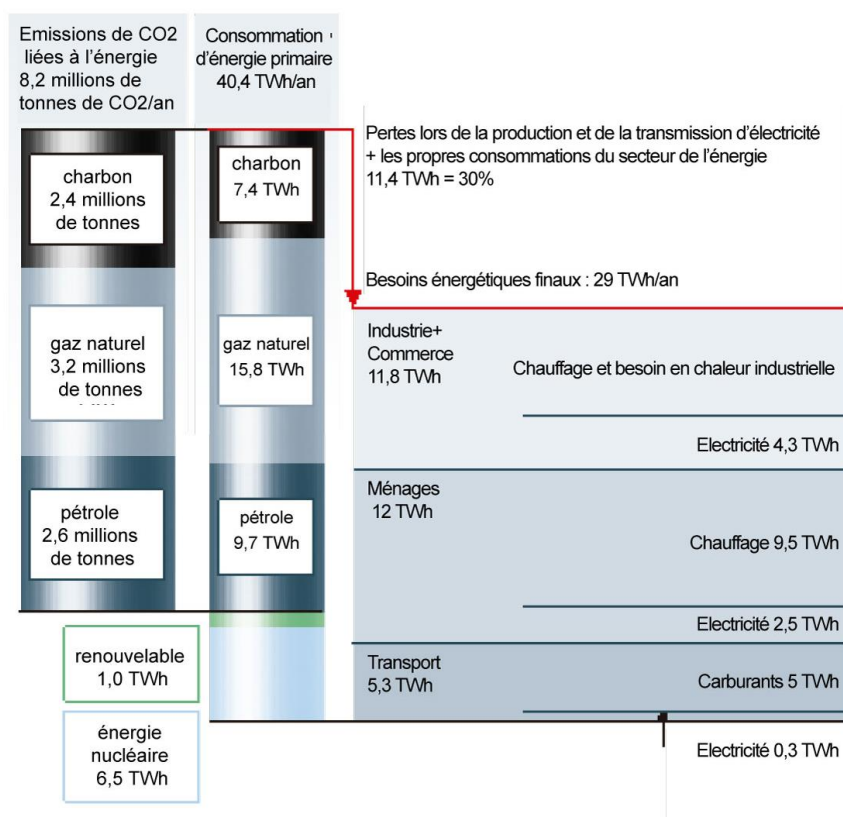 Emissions de CO2
liées à l'énergie
8,2 millions de
tonnes de CO2/an
Consommation
d'énergie primaire
40,4 TWh/an
charbon
2,4 millions
de tonnes
gaz naturel
3,2 millions
de tonnes
pétrole
2,6 millions
de tonnes
charbon
7,4 TWh
gaz naturel
15,8 TWh
pétrole
9,7 TWh
renouvelable
1,0 TWh
énergie
nucléaire
6,5 TWh
Pertes lors de la production et de la transmission d'électricité
+ les propres consommations du secteur de l'énergie
11,4 TWh = 30%
Besoins énergétiques finaux : 29 TWh/an
Industrie+
Commerce
11,8 TWh
Chauffage et besoin en chaleur industrielle
Electricité 4,3 TWh
Ménages
12 TWh
Chauffage 9,5 TWh
Electricité 2,5 TWh
Transport
5,3 TWh
Carburants 5 TWh
Electricité 0,3 TWh